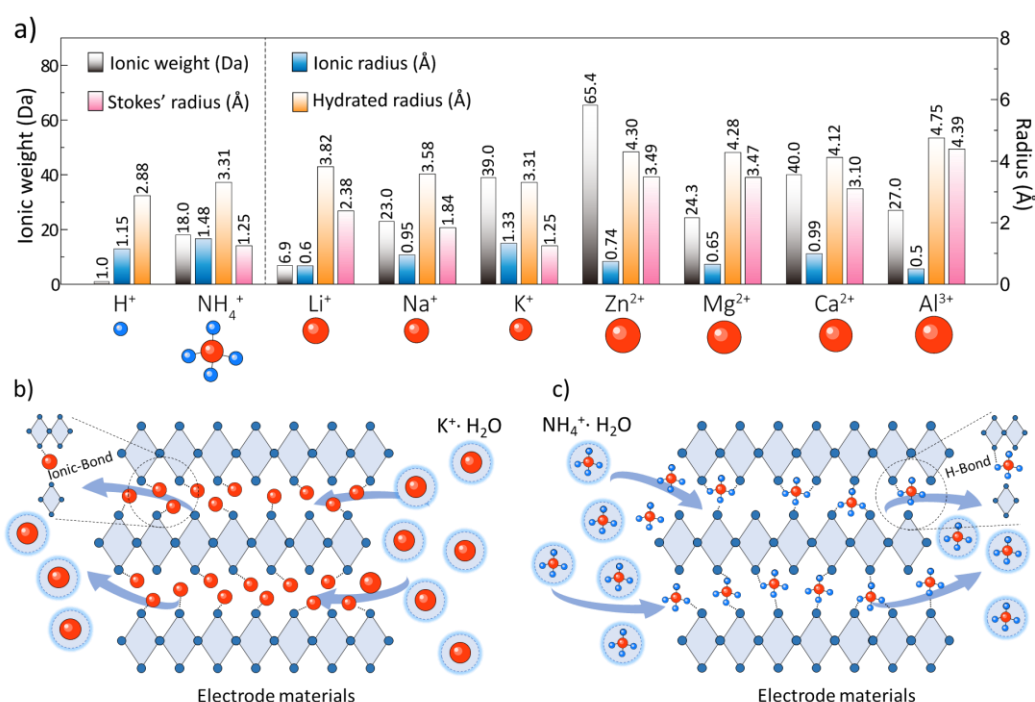 a)
Ionic weight (Da)
80
60
40
20
0
Ionic weight (Da) Ionic radius (Å)
Stokes' radius (Å) Hydrated radius (Å)
8
6
4
2
0
Radius (Å)
1.0 1.15 2.88
18.0 1.48 3.31 1.25
6.9 0.6 3.82 2.38
23.0 0.95 3.58 1.84
39.0 1.33 3.31 1.25
65.4 0.74 4.30 3.49
24.3 0.65 4.28 3.47
40.0 0.99 4.12 3.10
27.0 0.5 4.75 4.39
H⁺ NH₄⁺ Li⁺ Na⁺ K⁺ Zn²⁺ Mg²⁺ Ca²⁺ Al³⁺
b)
Ionic-Bond
K⁺· H₂O
Electrode materials
c)
NH₄⁺· H₂O
H-Bond
Electrode materials